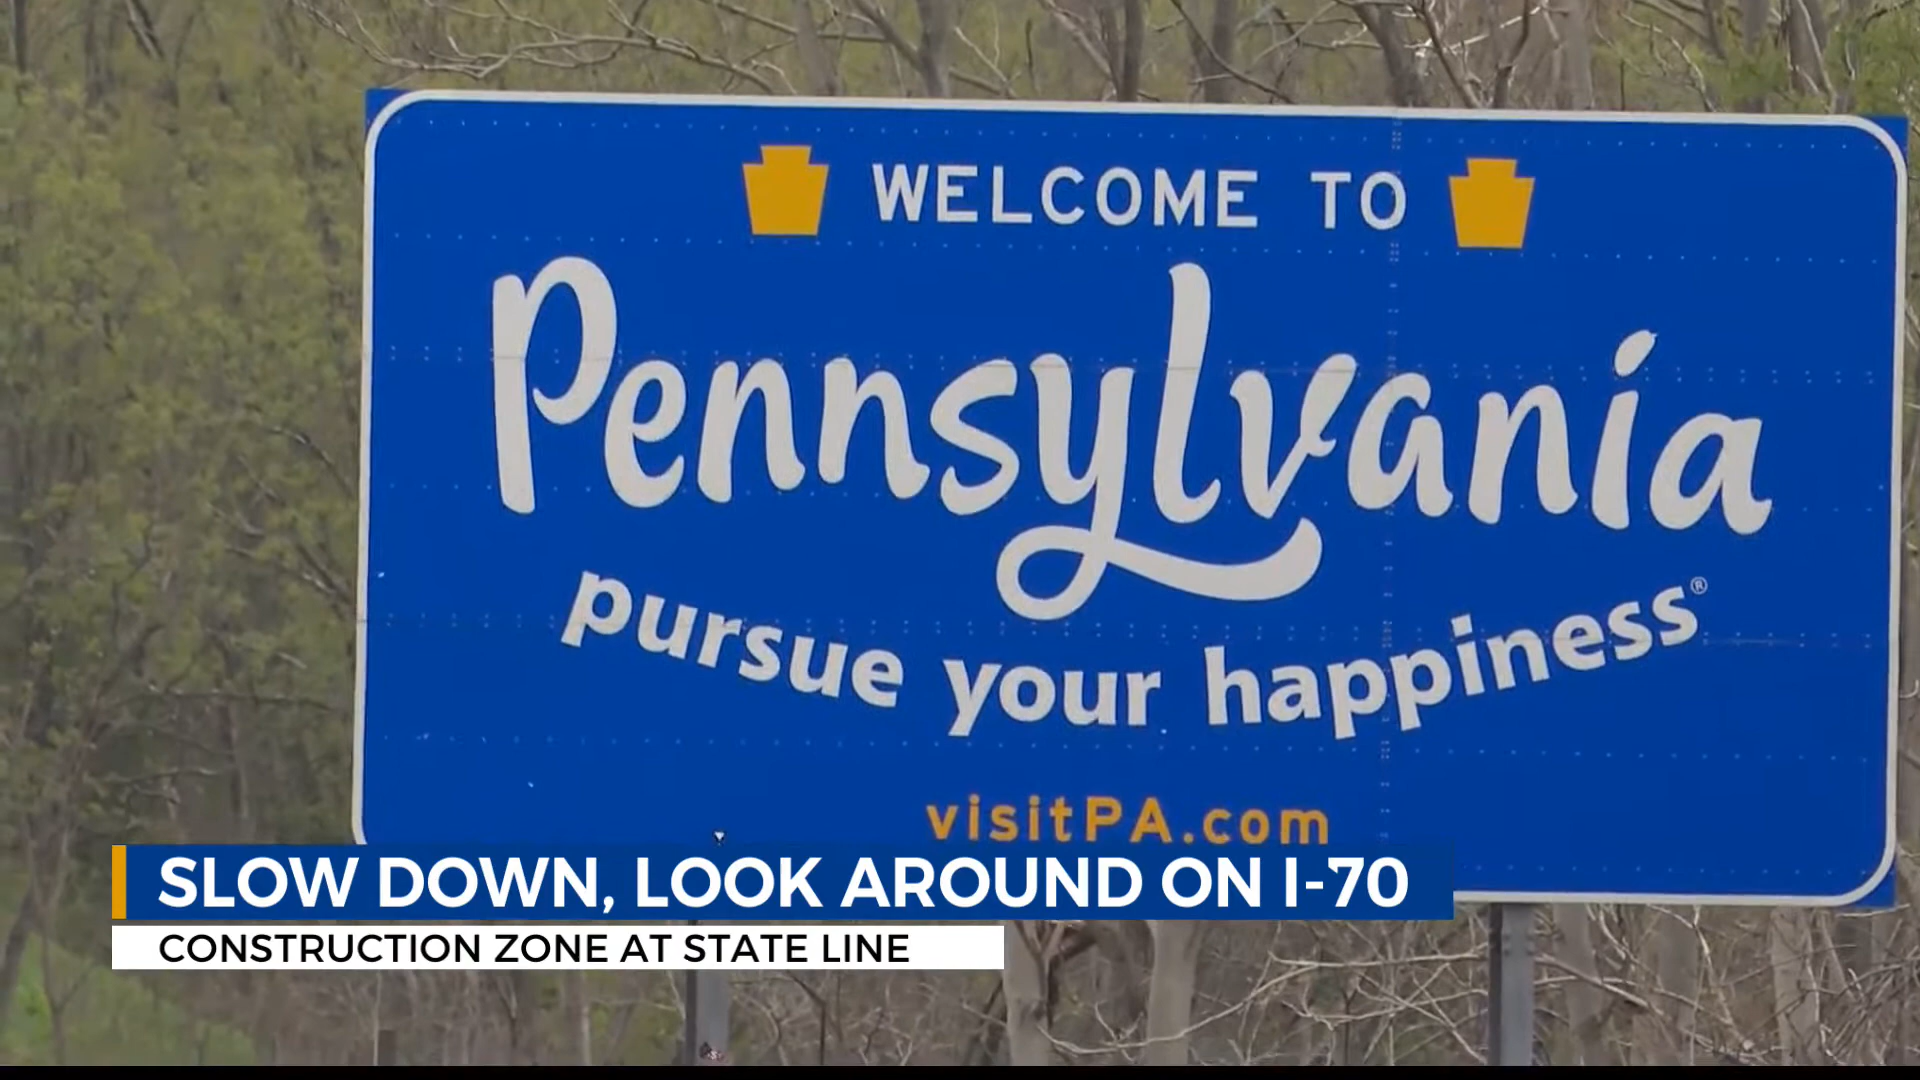 WELCOME TO
Pennsylvania
pursue your happiness®
visitPA.com
SLOW DOWN, LOOK AROUND ON I-70
CONSTRUCTION ZONE AT STATE LINE